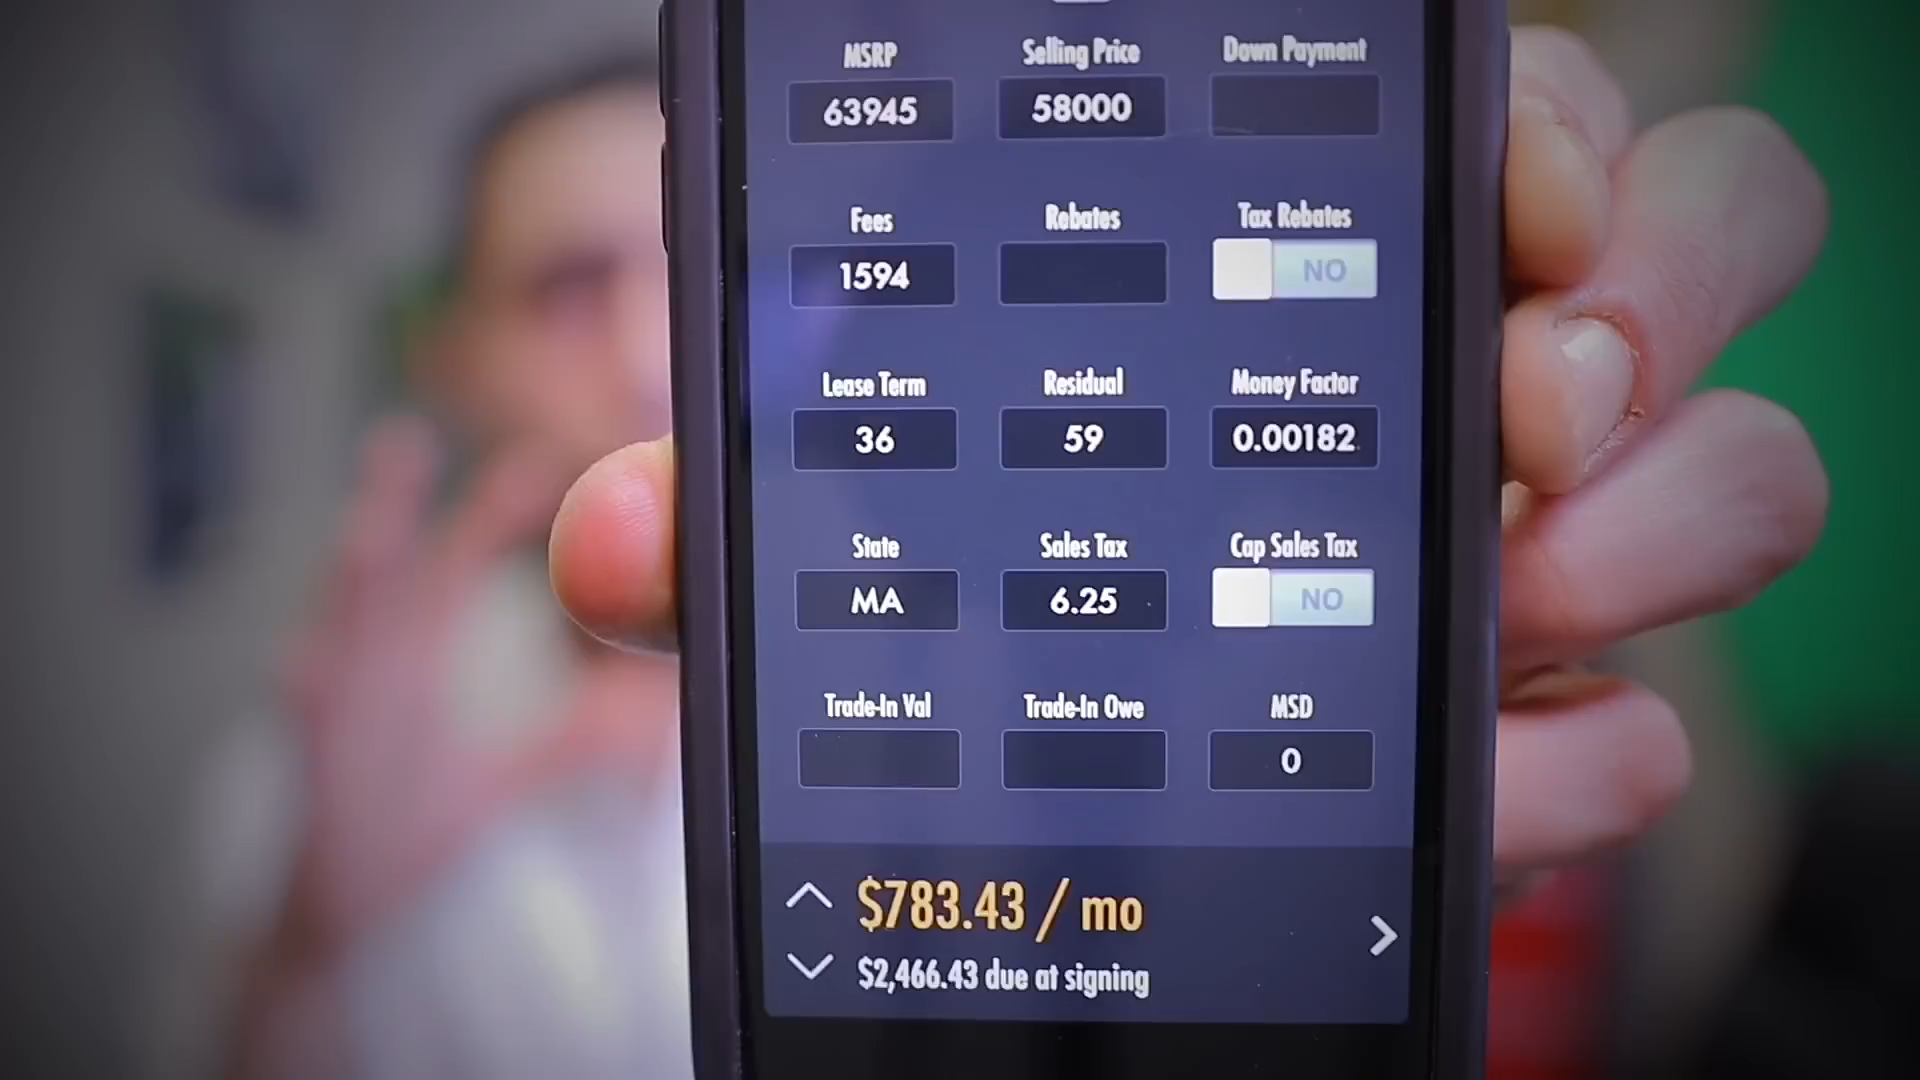 MSRP Selling Price Down Payment
63945 58000
Fees Rebates Tax Rebates
1594 NO
Lease Term Residual Money Factor
36 59 0.00182
State Sales Tax Cap Sales Tax
MA 6.25 NO
Trade-In Val Trade-In Owe MSD
0
$783.43 / mo
$2,466.43 due at signing